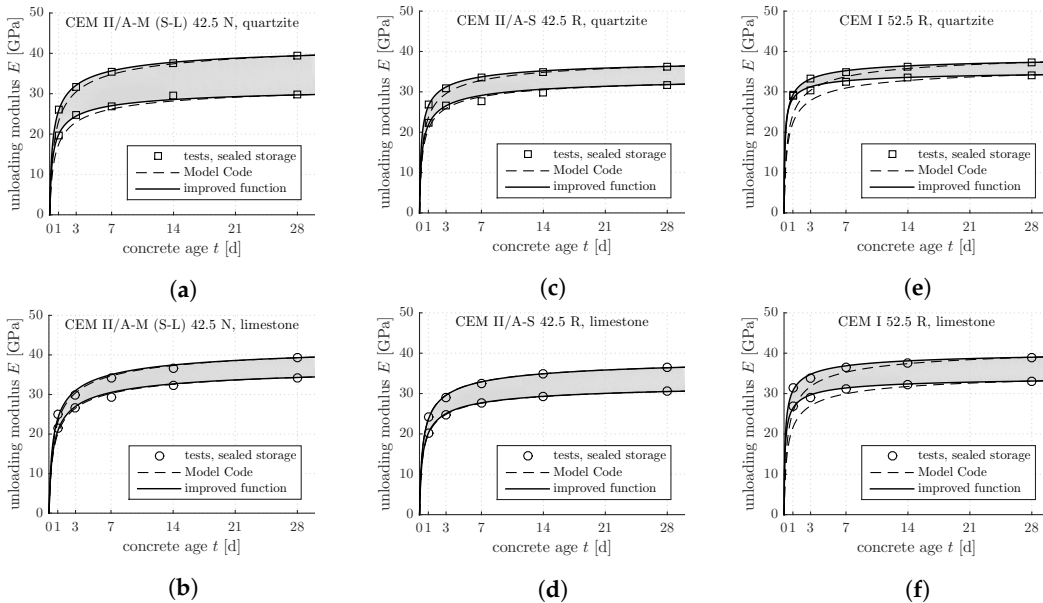 CEM II/A-M (S-L) 42.5 N, quartzite
unloading modulus E [GPa]
50
40
30
20
10
0
tests, sealed storage
Model Code
improved function
0 1 3 7 14 21 28
concrete age t [d]
(a)
CEM II/A-S 42.5 R, quartzite
unloading modulus E [GPa]
50
40
30
20
10
0
tests, sealed storage
Model Code
improved function
0 1 3 7 14 21 28
concrete age t [d]
(c)
CEM I 52.5 R, quartzite
unloading modulus E [GPa]
50
40
30
20
10
0
tests, sealed storage
Model Code
improved function
0 1 3 7 14 21 28
concrete age t [d]
(e)
CEM II/A-M (S-L) 42.5 N, limestone
unloading modulus E [GPa]
50
40
30
20
10
0
tests, sealed storage
Model Code
improved function
0 1 3 7 14 21 28
concrete age t [d]
(b)
CEM II/A-S 42.5 R, limestone
unloading modulus E [GPa]
50
40
30
20
10
0
tests, sealed storage
Model Code
improved function
0 1 3 7 14 21 28
concrete age t [d]
(d)
CEM I 52.5 R, limestone
unloading modulus E [GPa]
50
40
30
20
10
0
tests, sealed storage
Model Code
improved function
0 1 3 7 14 21 28
concrete age t [d]
(f)